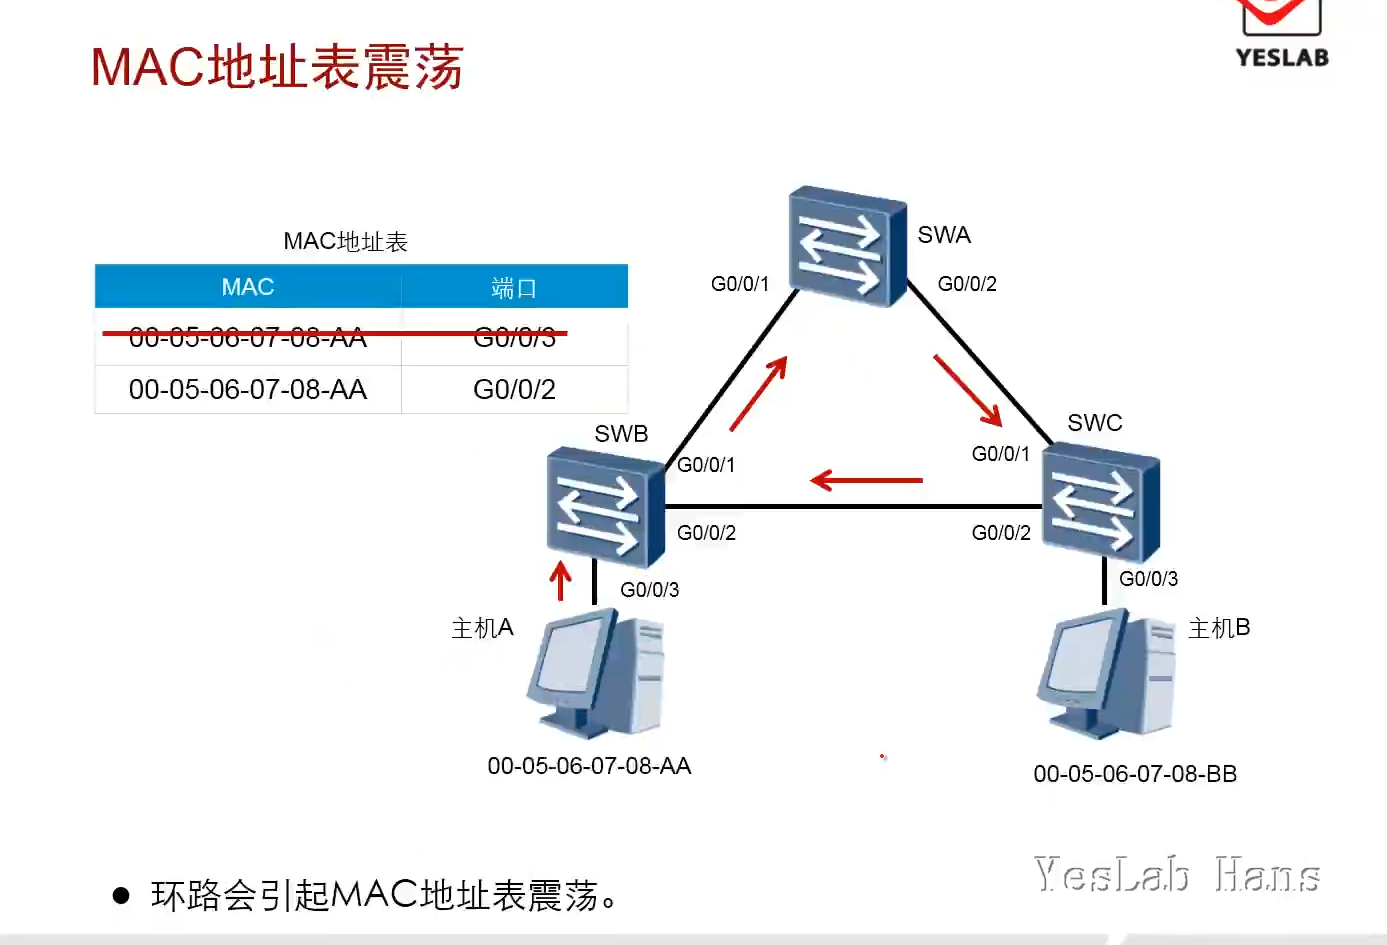 MAC地址表震荡
YESLAB
MAC地址表
MAC 端口
00-05-06-07-08-AA G0/0/3
00-05-06-07-08-AA G0/0/2
SWA
G0/0/1
G0/0/2
SWB
SWC
G0/0/1
G0/0/1
G0/0/2
G0/0/2
G0/0/3
G0/0/3
主机A
主机B
00-05-06-07-08-AA
00-05-06-07-08-BB
YesLab Hans
● 环路会引起MAC地址表震荡。